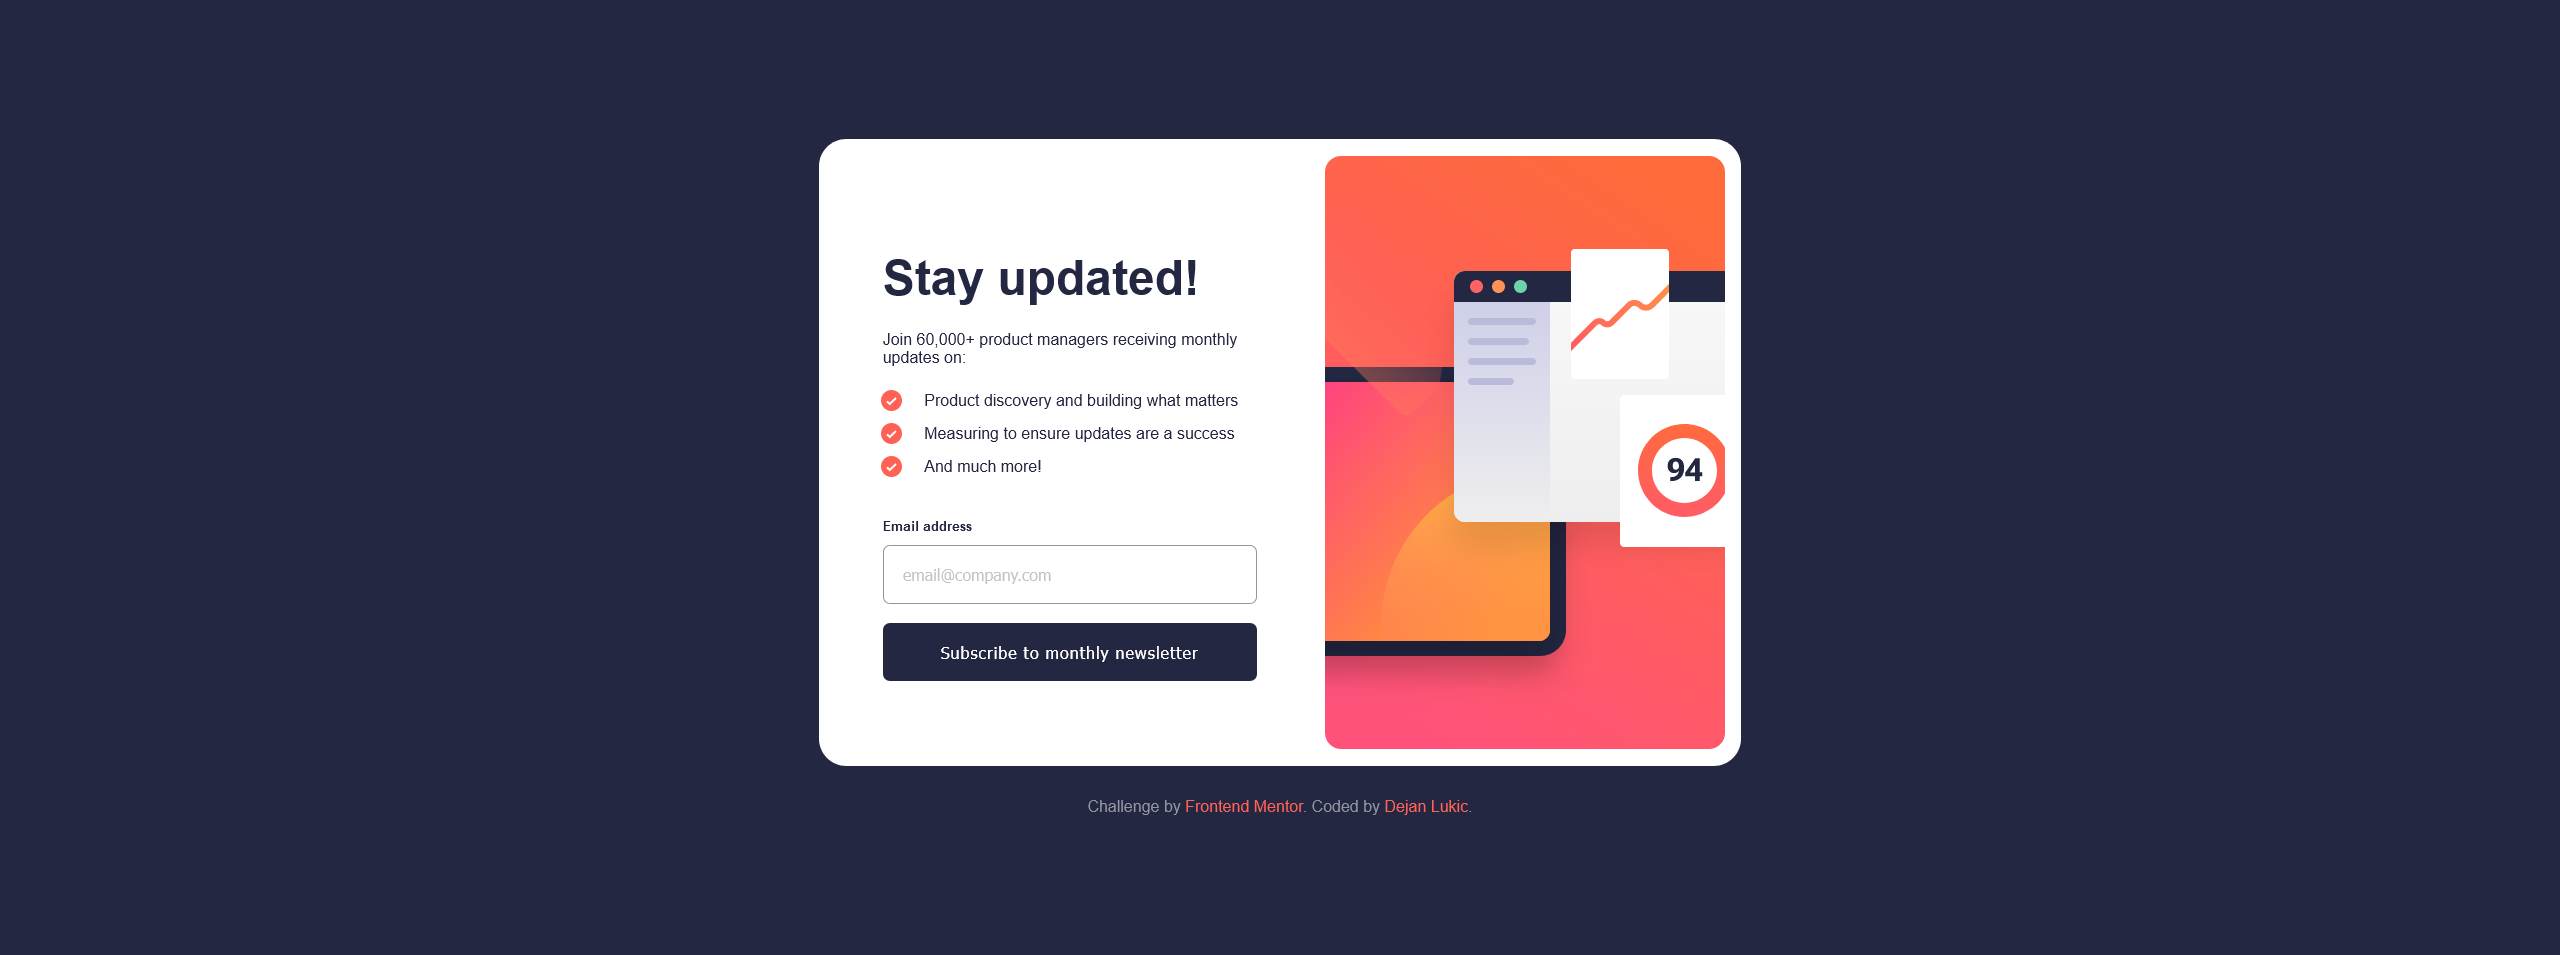 Stay updated!
Join 60,000+ product managers receiving monthly
updates on:
Product discovery and building what matters
Measuring to ensure updates are a success
And much more!
Email address
email@company.com
Subscribe to monthly newsletter
94
Challenge by Frontend Mentor. Coded by Dejan Lukic.